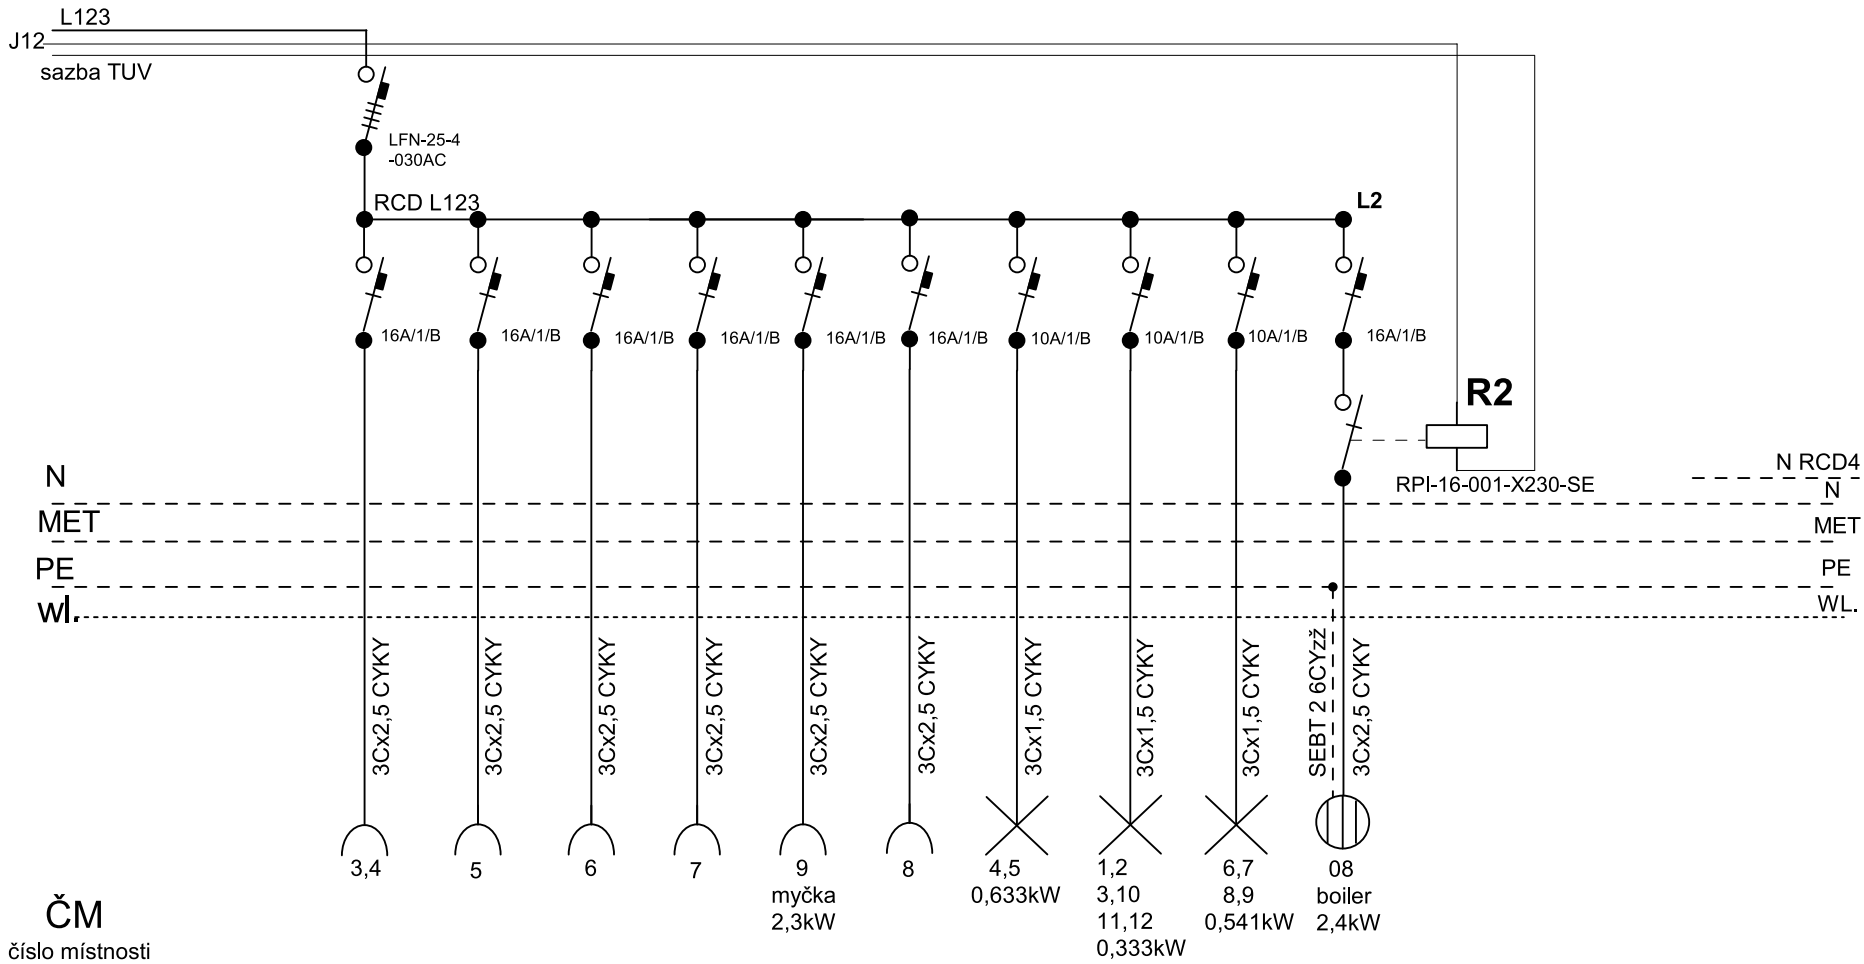 L123
J12
sazba TUV
LFN-25-4
-030AC
RCD L123
L2
16A/1/B
16A/1/B
16A/1/B
16A/1/B
16A/1/B
16A/1/B
10A/1/B
10A/1/B
10A/1/B
16A/1/B
R2
RPI-16-001-X230-SE
N RCD4
N
N
MET
MET
PE
PE
wl.
WL.
3Cx2,5 CYKY
3Cx2,5 CYKY
3Cx2,5 CYKY
3Cx2,5 CYKY
3Cx2,5 CYKY
3Cx2,5 CYKY
3Cx1,5 CYKY
3Cx1,5 CYKY
3Cx1,5 CYKY
SEBT 2 6CYzž
3Cx2,5 CYKY
3,4
5
6
7
9
myčka
2,3kW
8
4,5
0,633kW
1,2
3,10
11,12
0,333kW
6,7
8,9
0,541kW
08
boiler
2,4kW
ČM
číslo místnosti